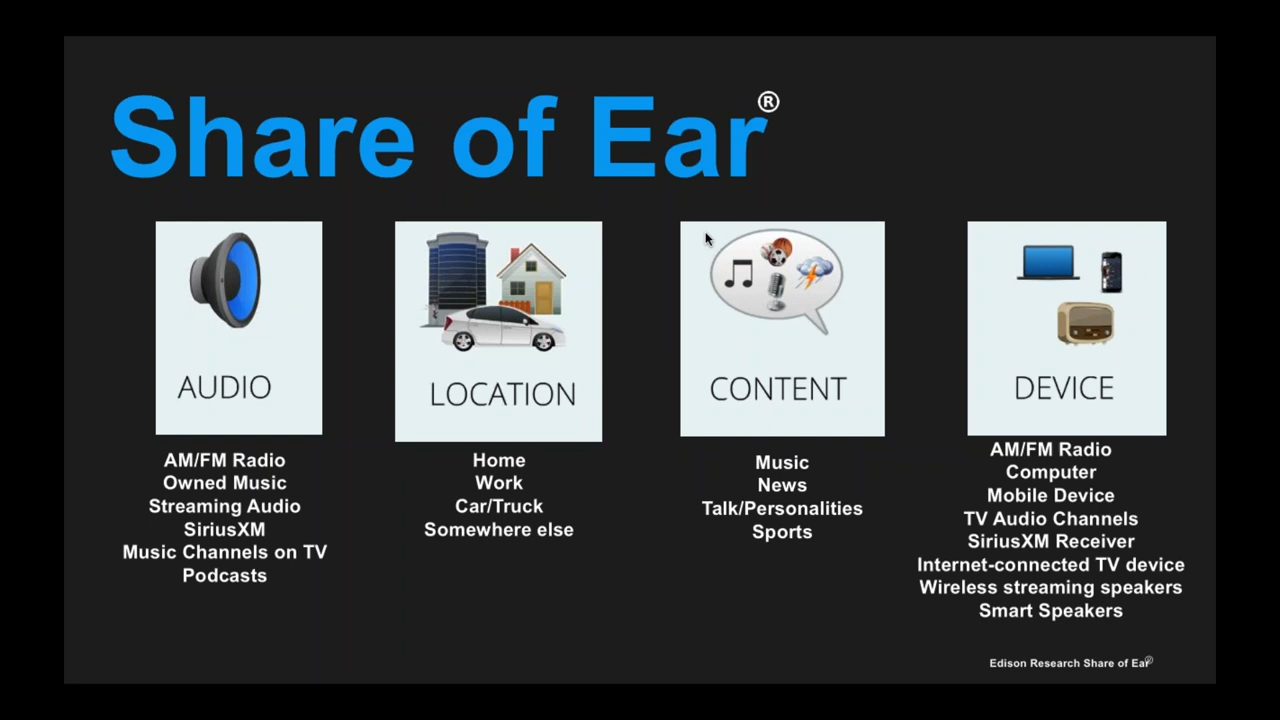 Share of Ear®
AUDIO
AM/FM Radio
Owned Music
Streaming Audio
SiriusXM
Music Channels on TV
Podcasts
LOCATION
Home
Work
Car/Truck
Somewhere else
CONTENT
Music
News
Talk/Personalities
Sports
DEVICE
AM/FM Radio
Computer
Mobile Device
TV Audio Channels
SiriusXM Receiver
Internet-connected TV device
Wireless streaming speakers
Smart Speakers
Edison Research Share of Ear®